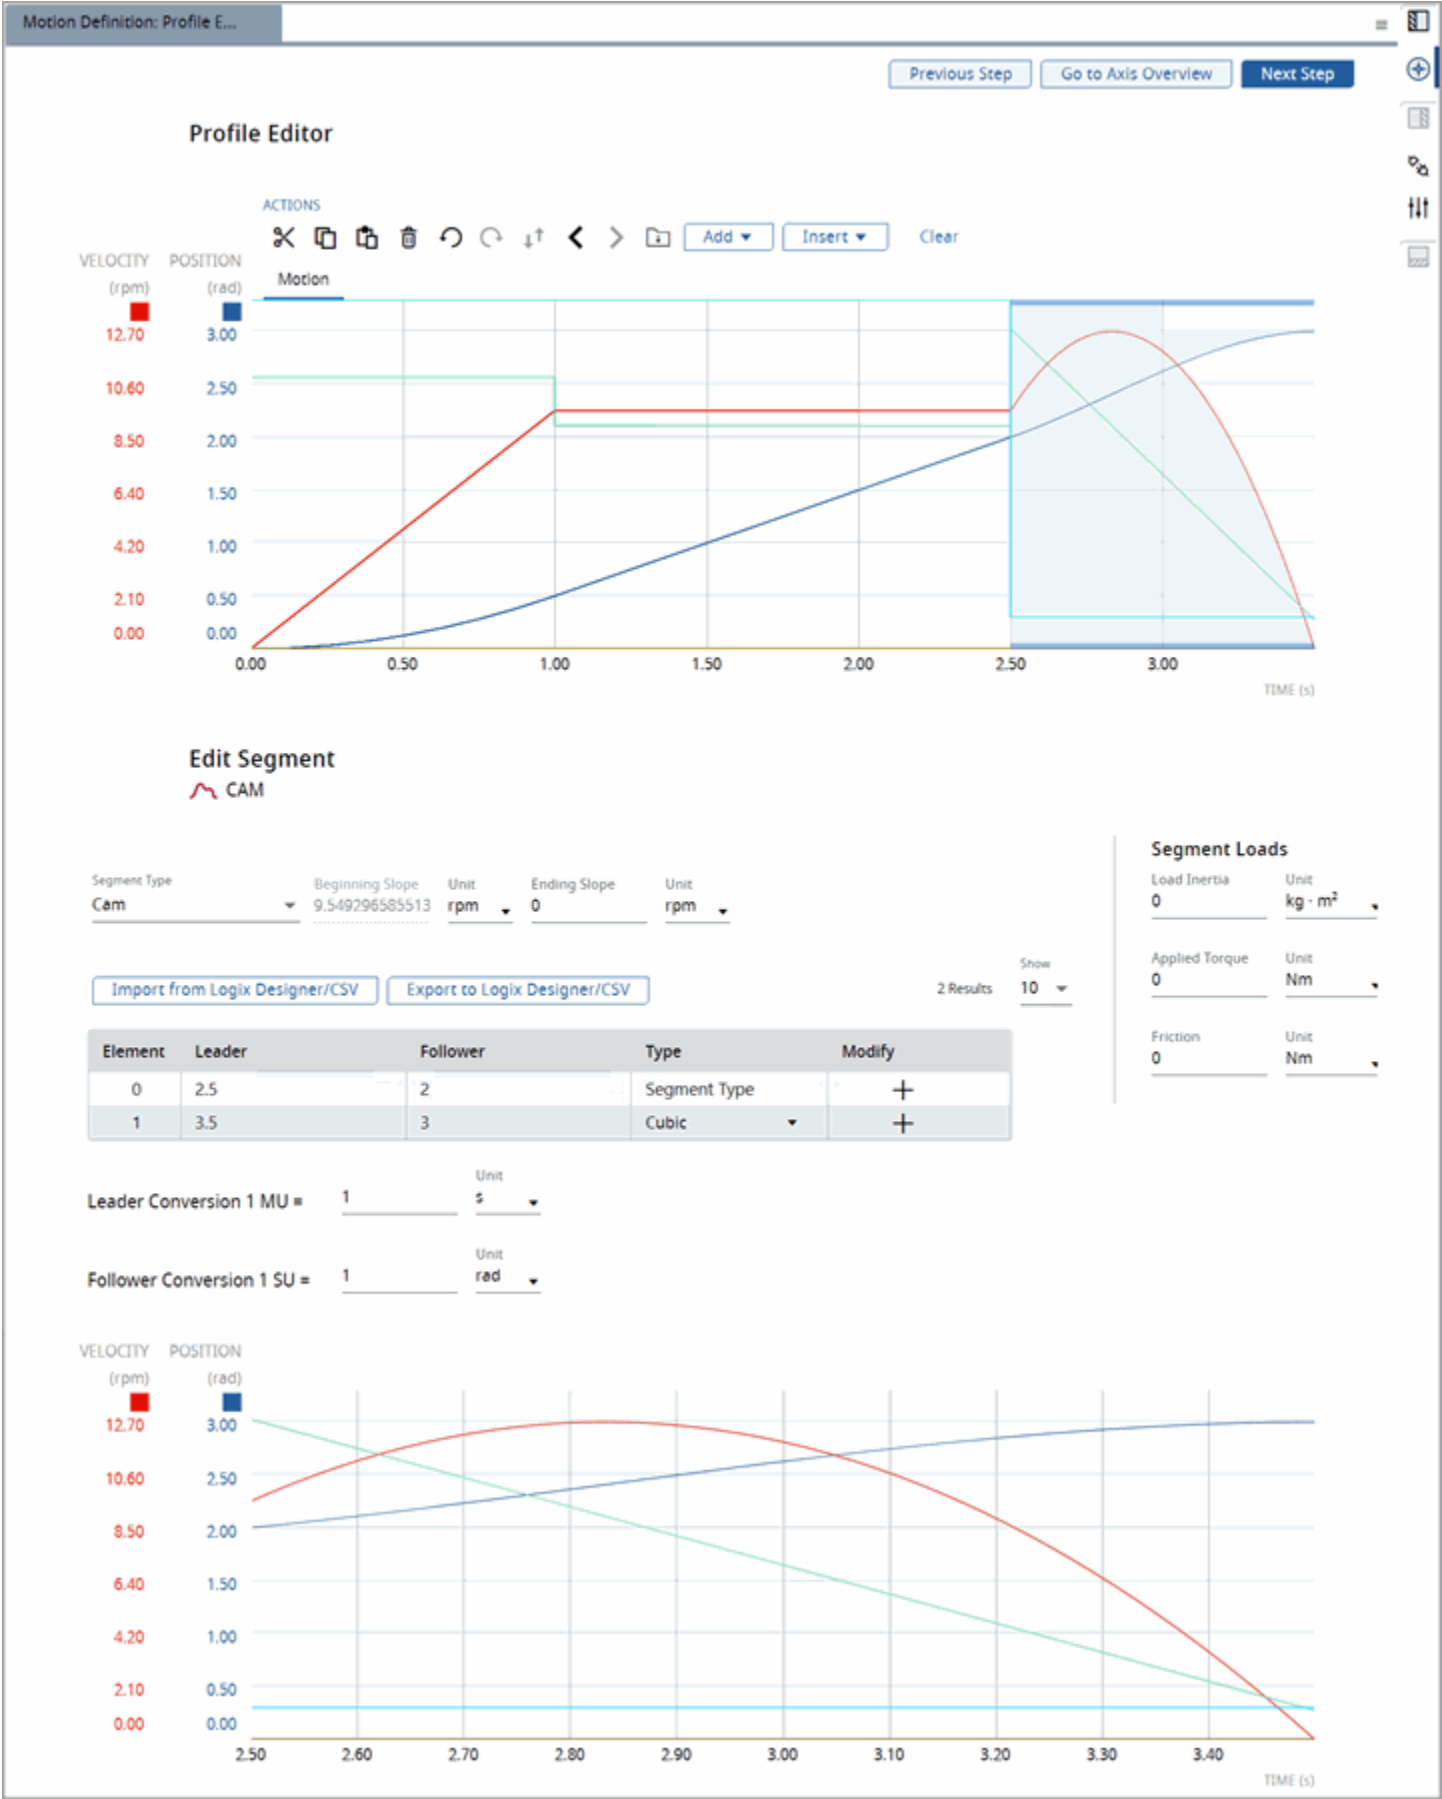 Motion Definition: Profile E...
Previous Step Go to Axis Overview Next Step
Profile Editor
ACTIONS
Add Insert Clear
VELOCITY POSITION
(rpm) (rad)
Motion
12.70 3.00
10.60 2.50
8.50 2.00
6.40 1.50
4.20 1.00
2.10 0.50
0.00 0.00
0.00 0.50 1.00 1.50 2.00 2.50 3.00
TIME (s)
Edit Segment
CAM
Segment Type Beginning Slope Unit Ending Slope Unit
Cam 9.549296585513 rpm 0 rpm
Segment Loads
Load Inertia Unit
0 kg · m²
Applied Torque Unit
0 Nm
Friction Unit
0 Nm
Import from Logix Designer/CSV Export to Logix Designer/CSV 2 Results Show 10
Element Leader Follower Type Modify
0 2.5 2 Segment Type +
1 3.5 3 Cubic +
Unit
Leader Conversion 1 MU = 1 s
Unit
Follower Conversion 1 SU = 1 rad
VELOCITY POSITION
(rpm) (rad)
12.70 3.00
10.60 2.50
8.50 2.00
6.40 1.50
4.20 1.00
2.10 0.50
0.00 0.00
2.50 2.60 2.70 2.80 2.90 3.00 3.10 3.20 3.30 3.40
TIME (s)